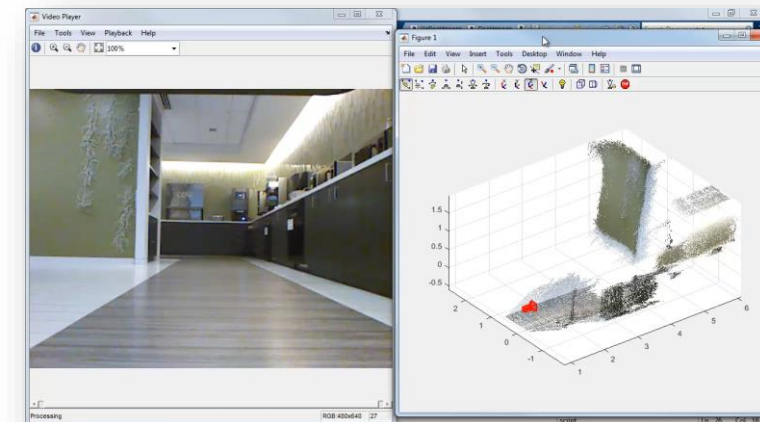 Video Player
File Tools View Playback Help
100%
Processing
RGB:480x640 27
Figure 1
File Edit View Insert Tools Desktop Window Help
1.5
1
0.5
0
-0.5
2
1
0
-1
1
2
3
4
5
6
script